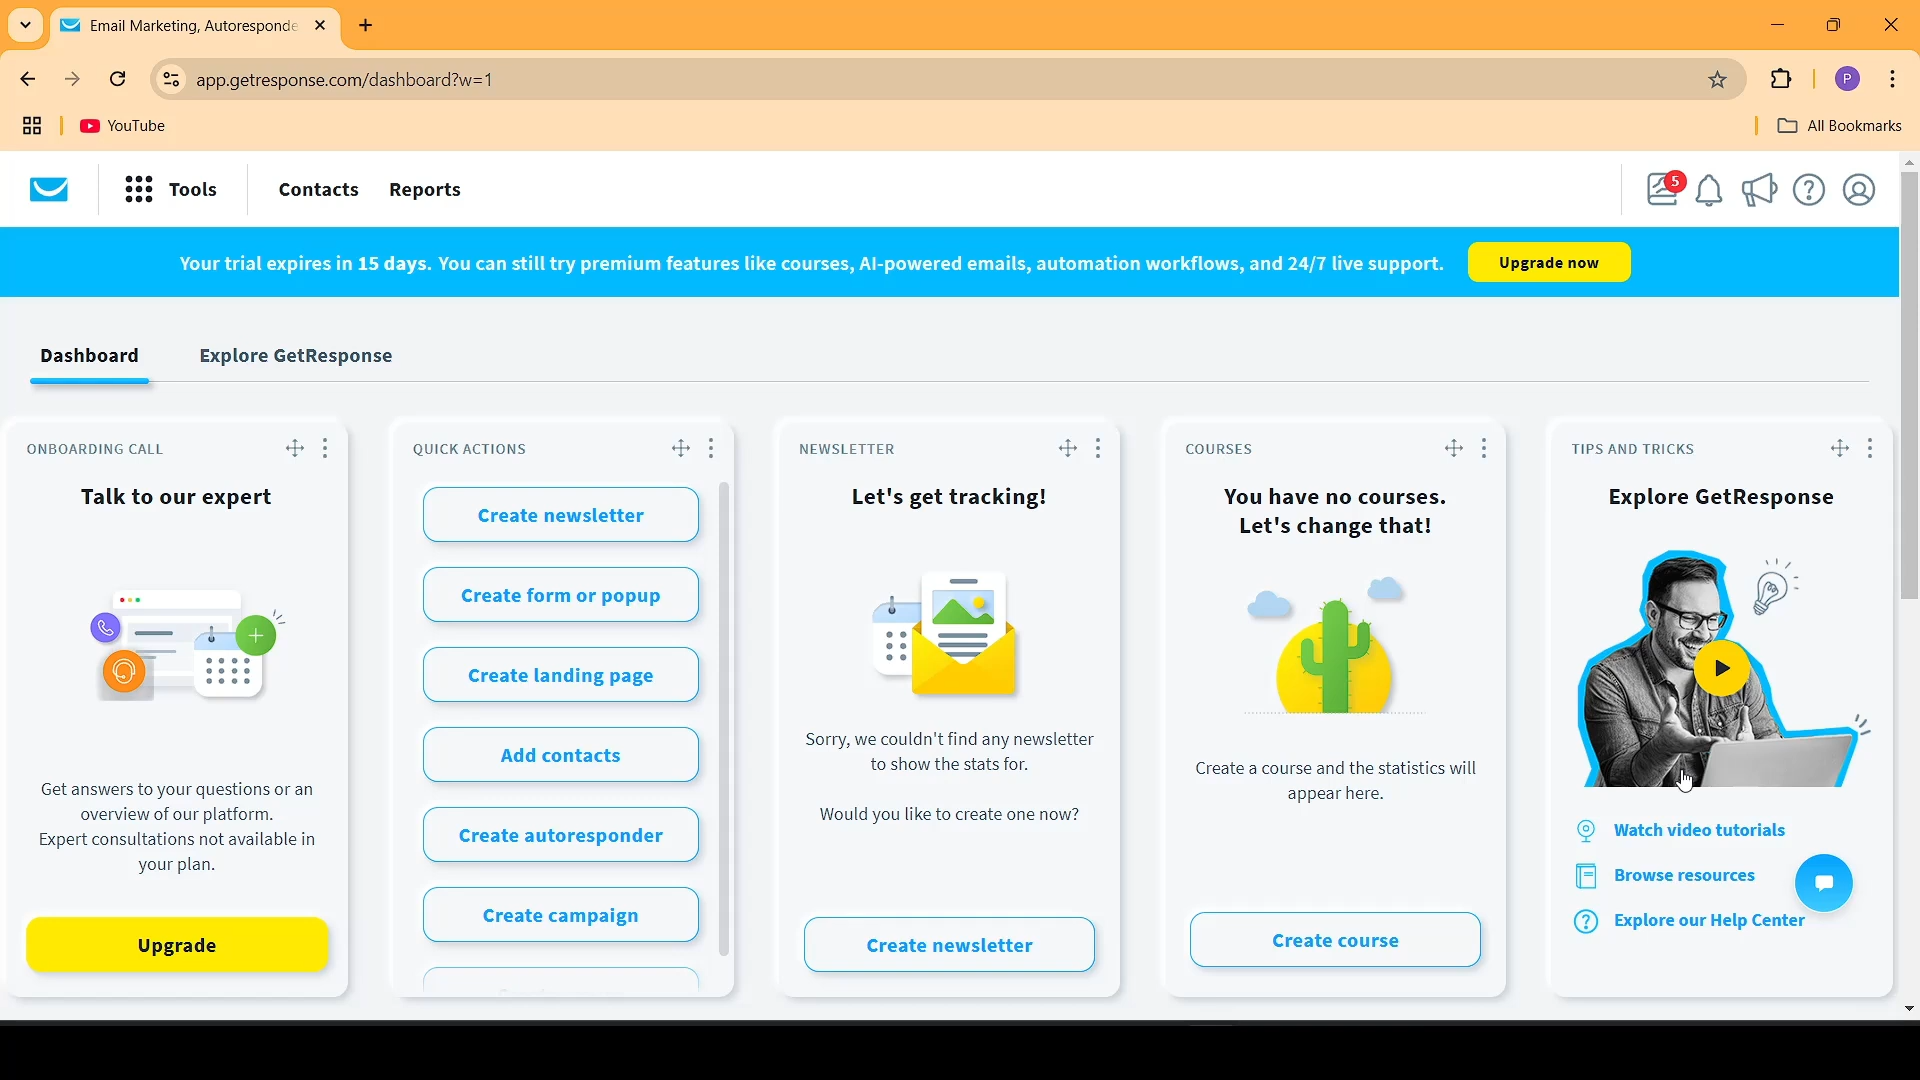 Email Marketing, Autoresponde
app.getresponse.com/dashboard?w=1
P
YouTube
All Bookmarks
Tools
Contacts
Reports
5
Your trial expires in 15 days. You can still try premium features like courses, AI-powered emails, automation workflows, and 24/7 live support.
Upgrade now
Dashboard
Explore GetResponse
ONBOARDING CALL
Talk to our expert
Get answers to your questions or an
overview of our platform.
Expert consultations not available in
your plan.
Upgrade
QUICK ACTIONS
Create newsletter
Create form or popup
Create landing page
Add contacts
Create autoresponder
Create campaign
NEWSLETTER
Let's get tracking!
Sorry, we couldn't find any newsletter
to show the stats for.
Would you like to create one now?
Create newsletter
COURSES
You have no courses.
Let's change that!
Create a course and the statistics will
appear here.
Create course
TIPS AND TRICKS
Explore GetResponse
Watch video tutorials
Browse resources
Explore our Help Center